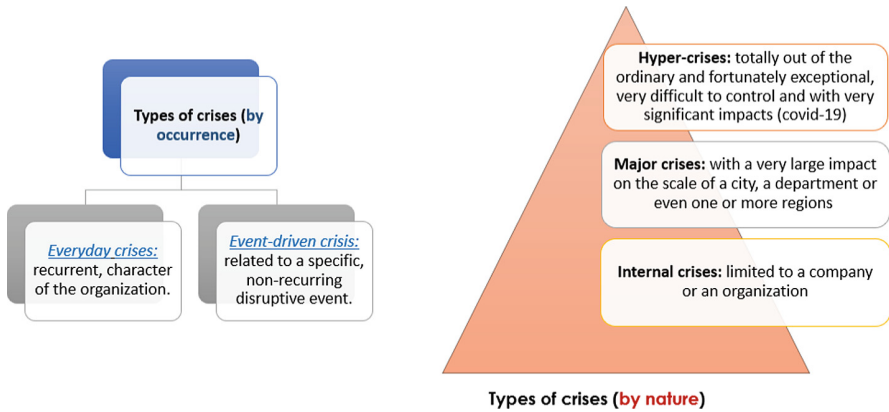 Types of crises (by
occurrence)
Everyday crises:
recurrent, character
of the organization.
Event-driven crisis:
related to a specific,
non-recurring
disruptive event.
Hyper-crises: totally out of the
ordinary and fortunately exceptional,
very difficult to control and with very
significant impacts (covid-19)
Major crises: with a very large impact
on the scale of a city, a department or
even one or more regions
Internal crises: limited to a company
or an organization
Types of crises (by nature)